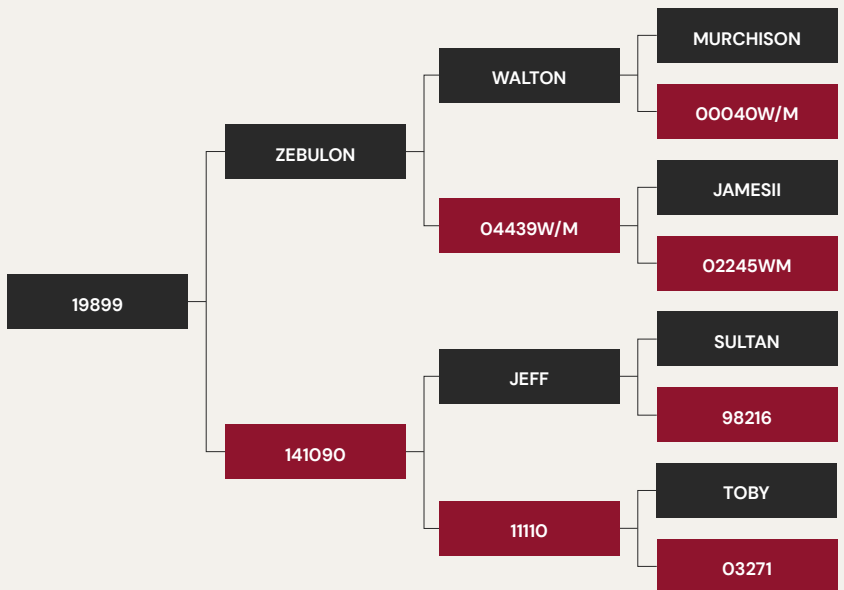 MURCHISON
WALTON
00040W/M
ZEBULON
JAMESII
04439W/M
02245WM
19899
SULTAN
JEFF
98216
141090
TOBY
11110
03271